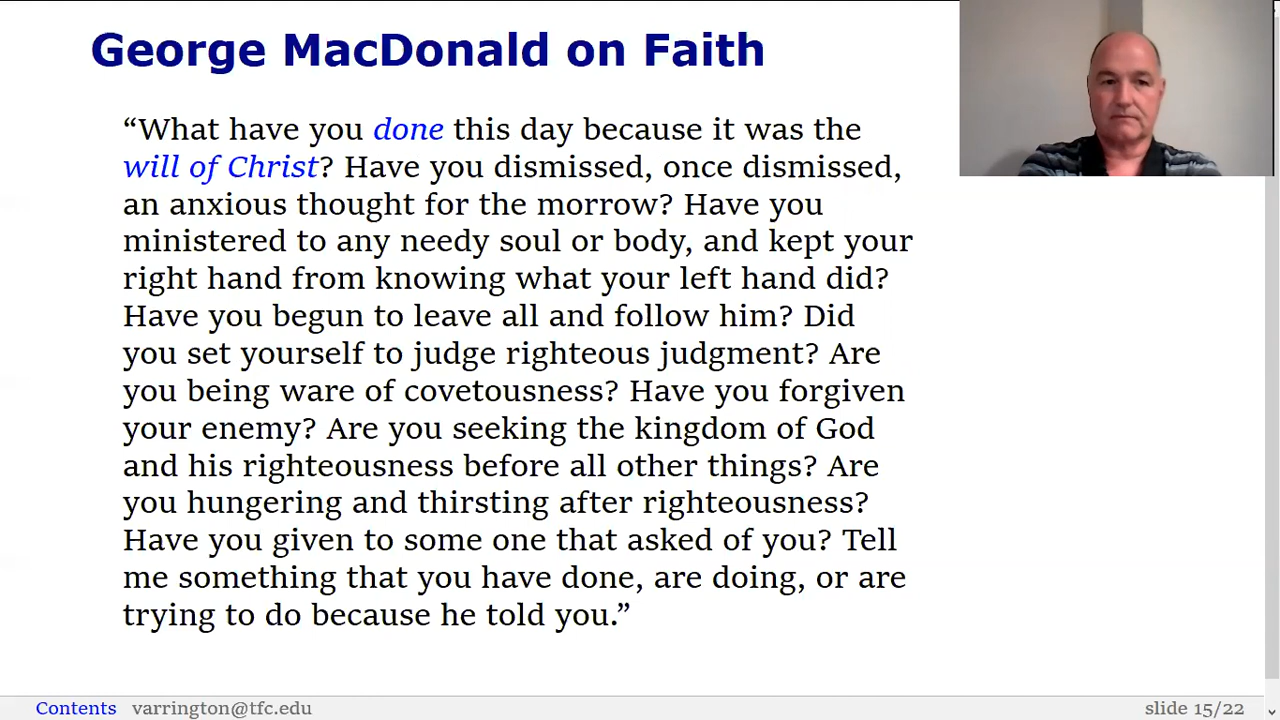 George MacDonald on Faith
“What have you done this day because it was the
will of Christ? Have you dismissed, once dismissed,
an anxious thought for the morrow? Have you
ministered to any needy soul or body, and kept your
right hand from knowing what your left hand did?
Have you begun to leave all and follow him? Did
you set yourself to judge righteous judgment? Are
you being ware of covetousness? Have you forgiven
your enemy? Are you seeking the kingdom of God
and his righteousness before all other things? Are
you hungering and thirsting after righteousness?
Have you given to some one that asked of you? Tell
me something that you have done, are doing, or are
trying to do because he told you.”
Contents varrington@tfc.edu slide 15/22